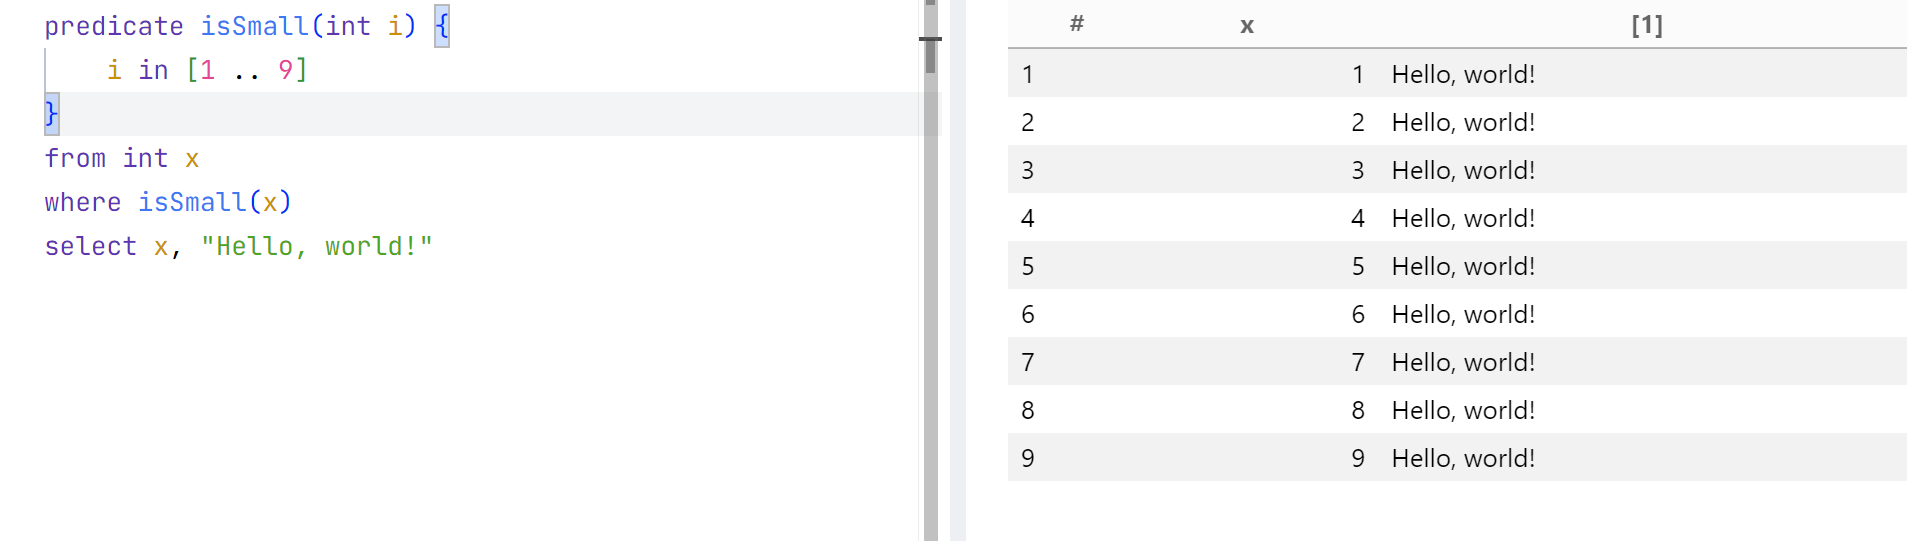 predicate isSmall(int i) {
    i in [1 .. 9]
}
from int x
where isSmall(x)
select x, "Hello, world!"
# x [1]
1 1 Hello, world!
2 2 Hello, world!
3 3 Hello, world!
4 4 Hello, world!
5 5 Hello, world!
6 6 Hello, world!
7 7 Hello, world!
8 8 Hello, world!
9 9 Hello, world!